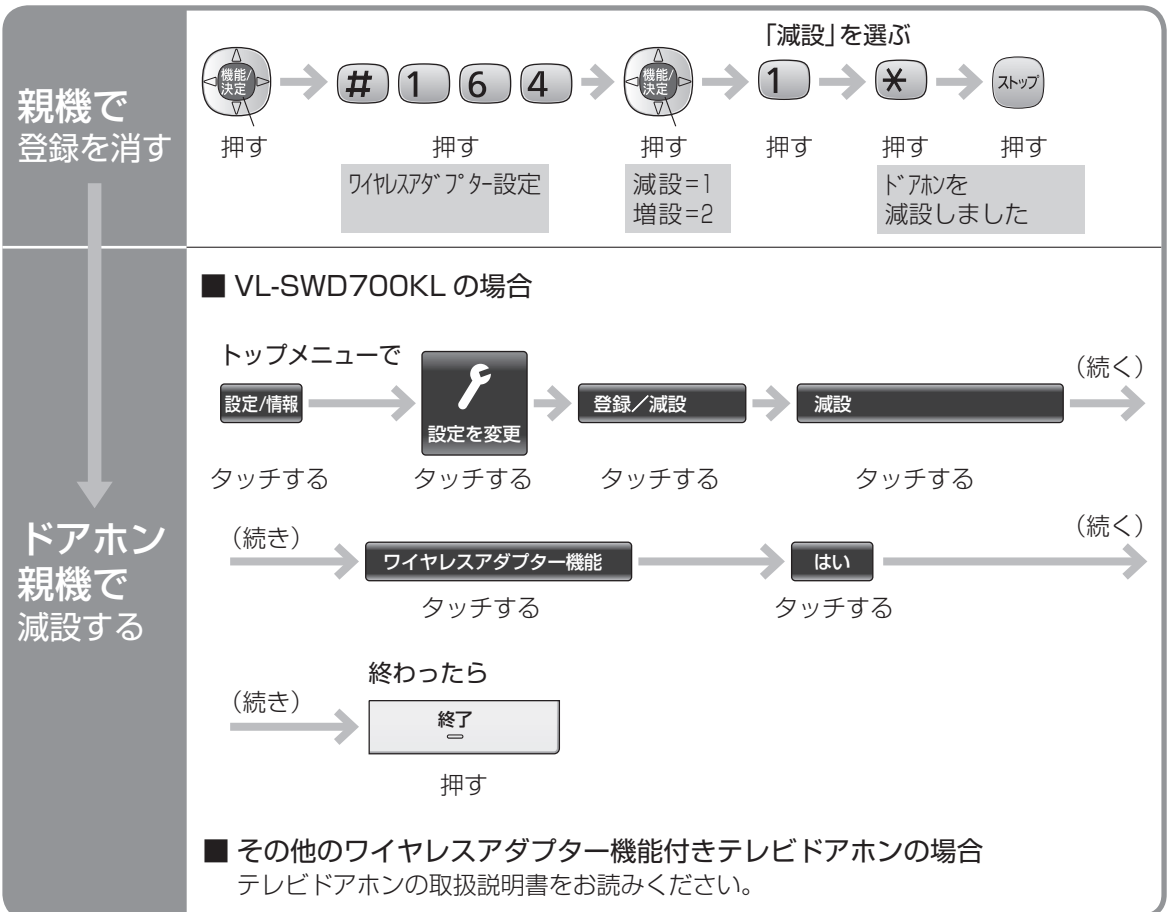 親機で
登録を消す
「減設」を選ぶ
機能/決定 # 1 6 4 機能/決定 1 * ストップ
押す 押す 押す 押す 押す 押す
ワイヤレスアダプター設定
減設=1
増設=2
ドアホンを
減設しました
ドアホン
親機で
減設する
■ VL-SWD700KL の場合
トップメニューで
(続く)
設定/情報 設定を変更 登録／減設 減設
タッチする タッチする タッチする タッチする
(続き) (続く)
ワイヤレスアダプター機能 はい
タッチする タッチする
終わったら
(続き)
終了
押す
■ その他のワイヤレスアダプター機能付きテレビドアホンの場合
テレビドアホンの取扱説明書をお読みください。